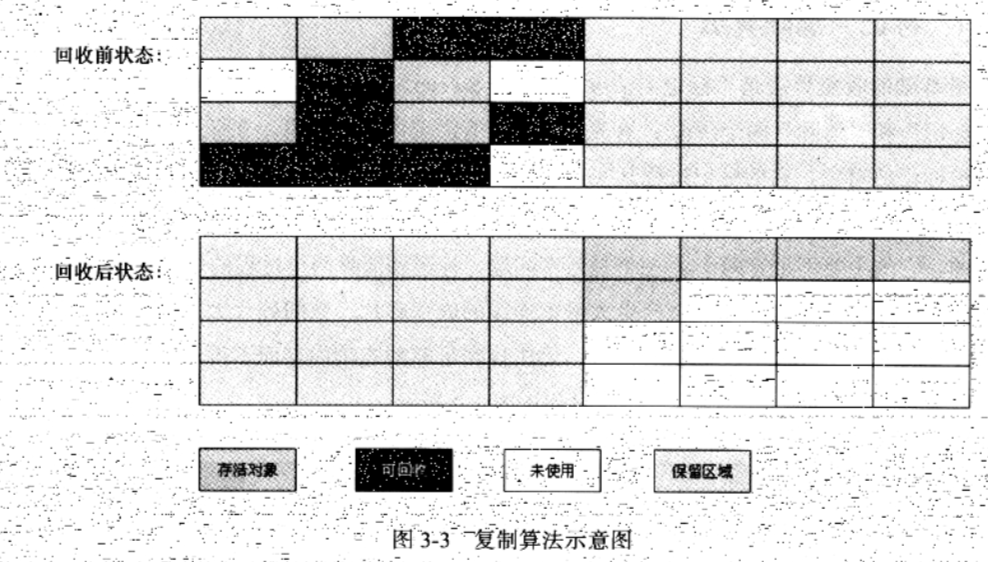 回收前状态：
回收后状态：
存活对象
可回收
未使用
保留区域
图 3-3 复制算法示意图